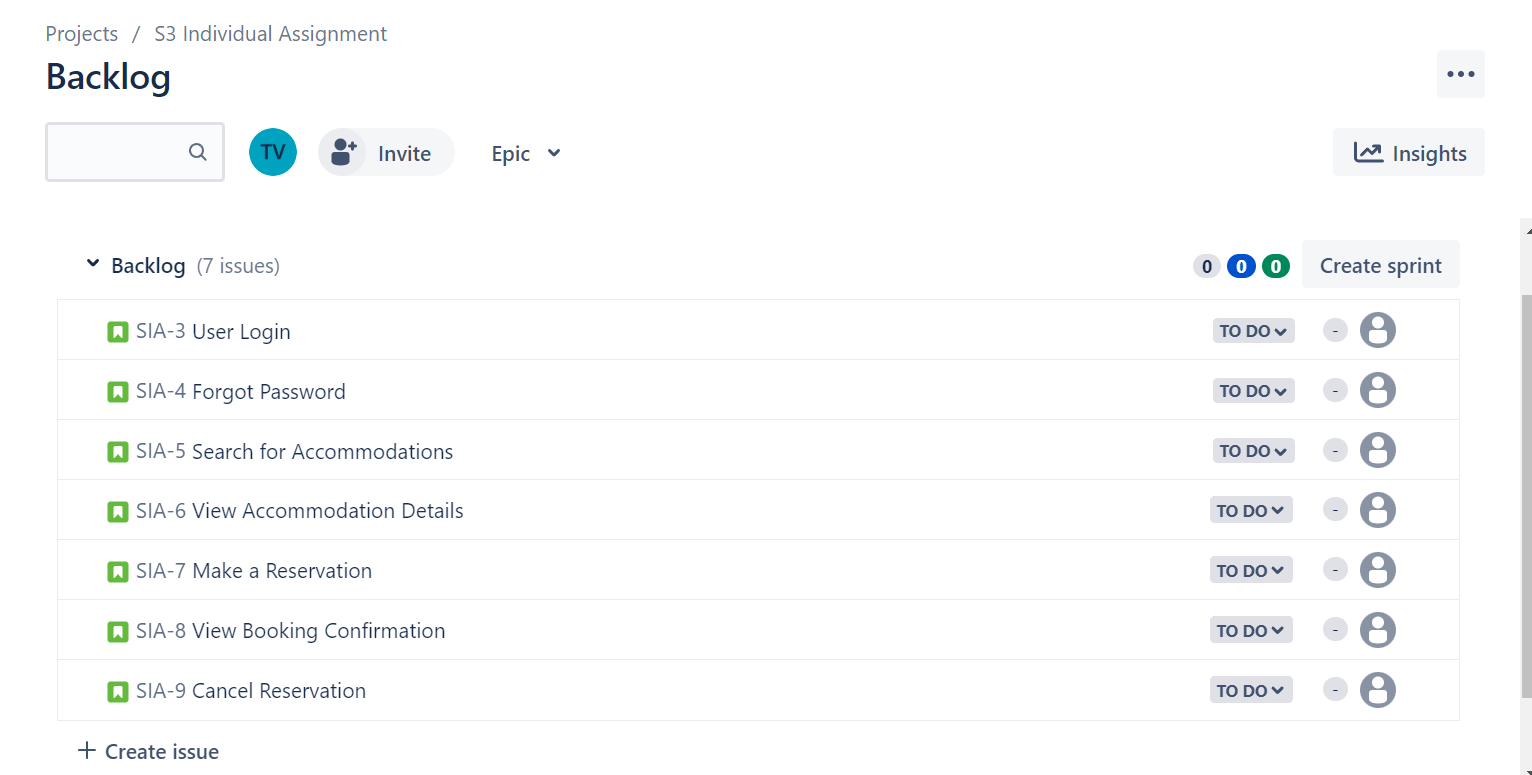 Projects / S3 Individual Assignment
Backlog
TV Invite Epic Insights
Backlog (7 issues) 0 0 0 Create sprint
SIA-3 User Login TO DO -
SIA-4 Forgot Password TO DO -
SIA-5 Search for Accommodations TO DO -
SIA-6 View Accommodation Details TO DO -
SIA-7 Make a Reservation TO DO -
SIA-8 View Booking Confirmation TO DO -
SIA-9 Cancel Reservation TO DO -
+ Create issue